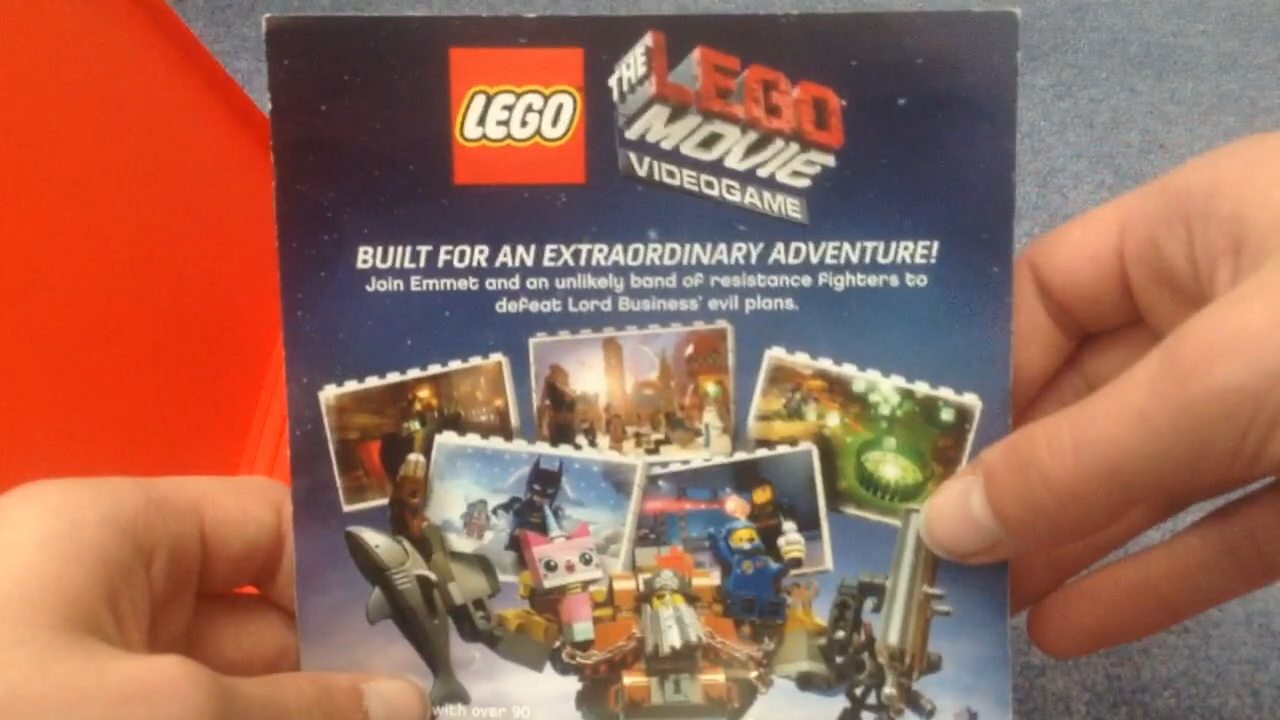 LEGO
THE
LEGO
MOVIE
VIDEOGAME
BUILT FOR AN EXTRAORDINARY ADVENTURE!
Join Emmet and an unlikely band of resistance fighters to
defeat Lord Business' evil plans.
with over 90